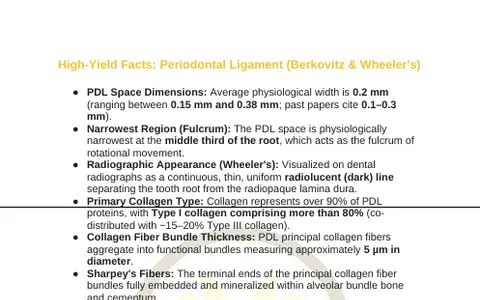 High-Yield Facts: Periodontal Ligament (Berkovitz & Wheeler's)
● PDL Space Dimensions: Average physiological width is 0.2 mm
(ranging between 0.15 mm and 0.38 mm; past papers cite 0.1–0.3
mm).
● Narrowest Region (Fulcrum): The PDL space is physiologically
narrowest at the middle third of the root, which acts as the fulcrum of
rotational movement.
● Radiographic Appearance (Wheeler's): Visualized on dental
radiographs as a continuous, thin, uniform radiolucent (dark) line
separating the tooth root from the radiopaque lamina dura.
● Primary Collagen Type: Collagen represents over 90% of PDL
proteins, with Type I collagen comprising more than 80% (co-
distributed with ~15–20% Type III collagen).
● Collagen Fiber Bundle Thickness: PDL principal collagen fibers
aggregate into functional bundles measuring approximately 5 µm in
diameter.
● Sharpey's Fibers: The terminal ends of the principal collagen fiber
bundles fully embedded and mineralized within alveolar bundle bone
and cementum.